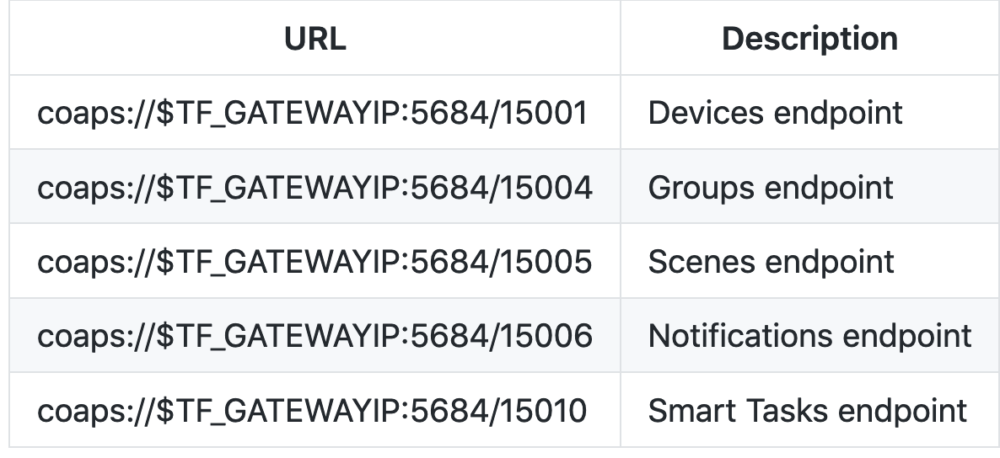 URL Description
coaps://$TF_GATEWAYIP:5684/15001 Devices endpoint
coaps://$TF_GATEWAYIP:5684/15004 Groups endpoint
coaps://$TF_GATEWAYIP:5684/15005 Scenes endpoint
coaps://$TF_GATEWAYIP:5684/15006 Notifications endpoint
coaps://$TF_GATEWAYIP:5684/15010 Smart Tasks endpoint